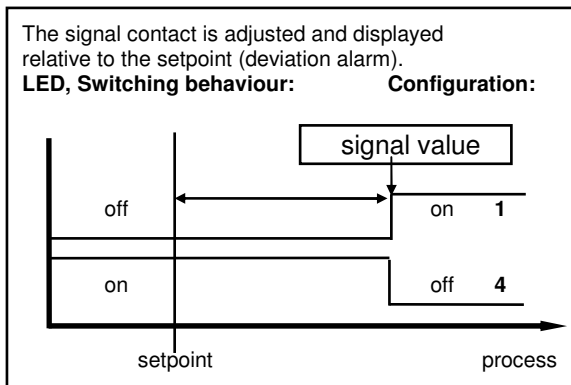 The signal contact is adjusted and displayed
relative to the setpoint (deviation alarm).
LED, Switching behaviour: Configuration:
signal value
off on 1
on off 4
setpoint process